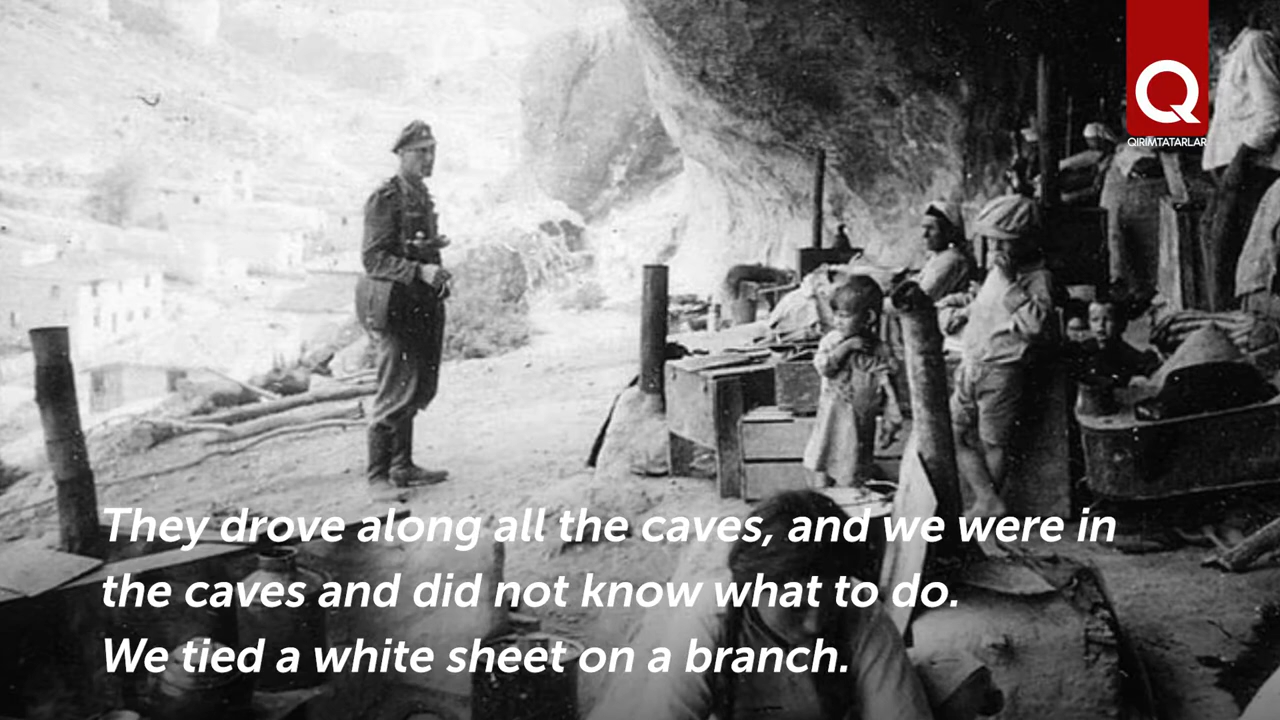 Q
QIRIMTATARLAR
They drove along all the caves, and we were in
the caves and did not know what to do.
We tied a white sheet on a branch.